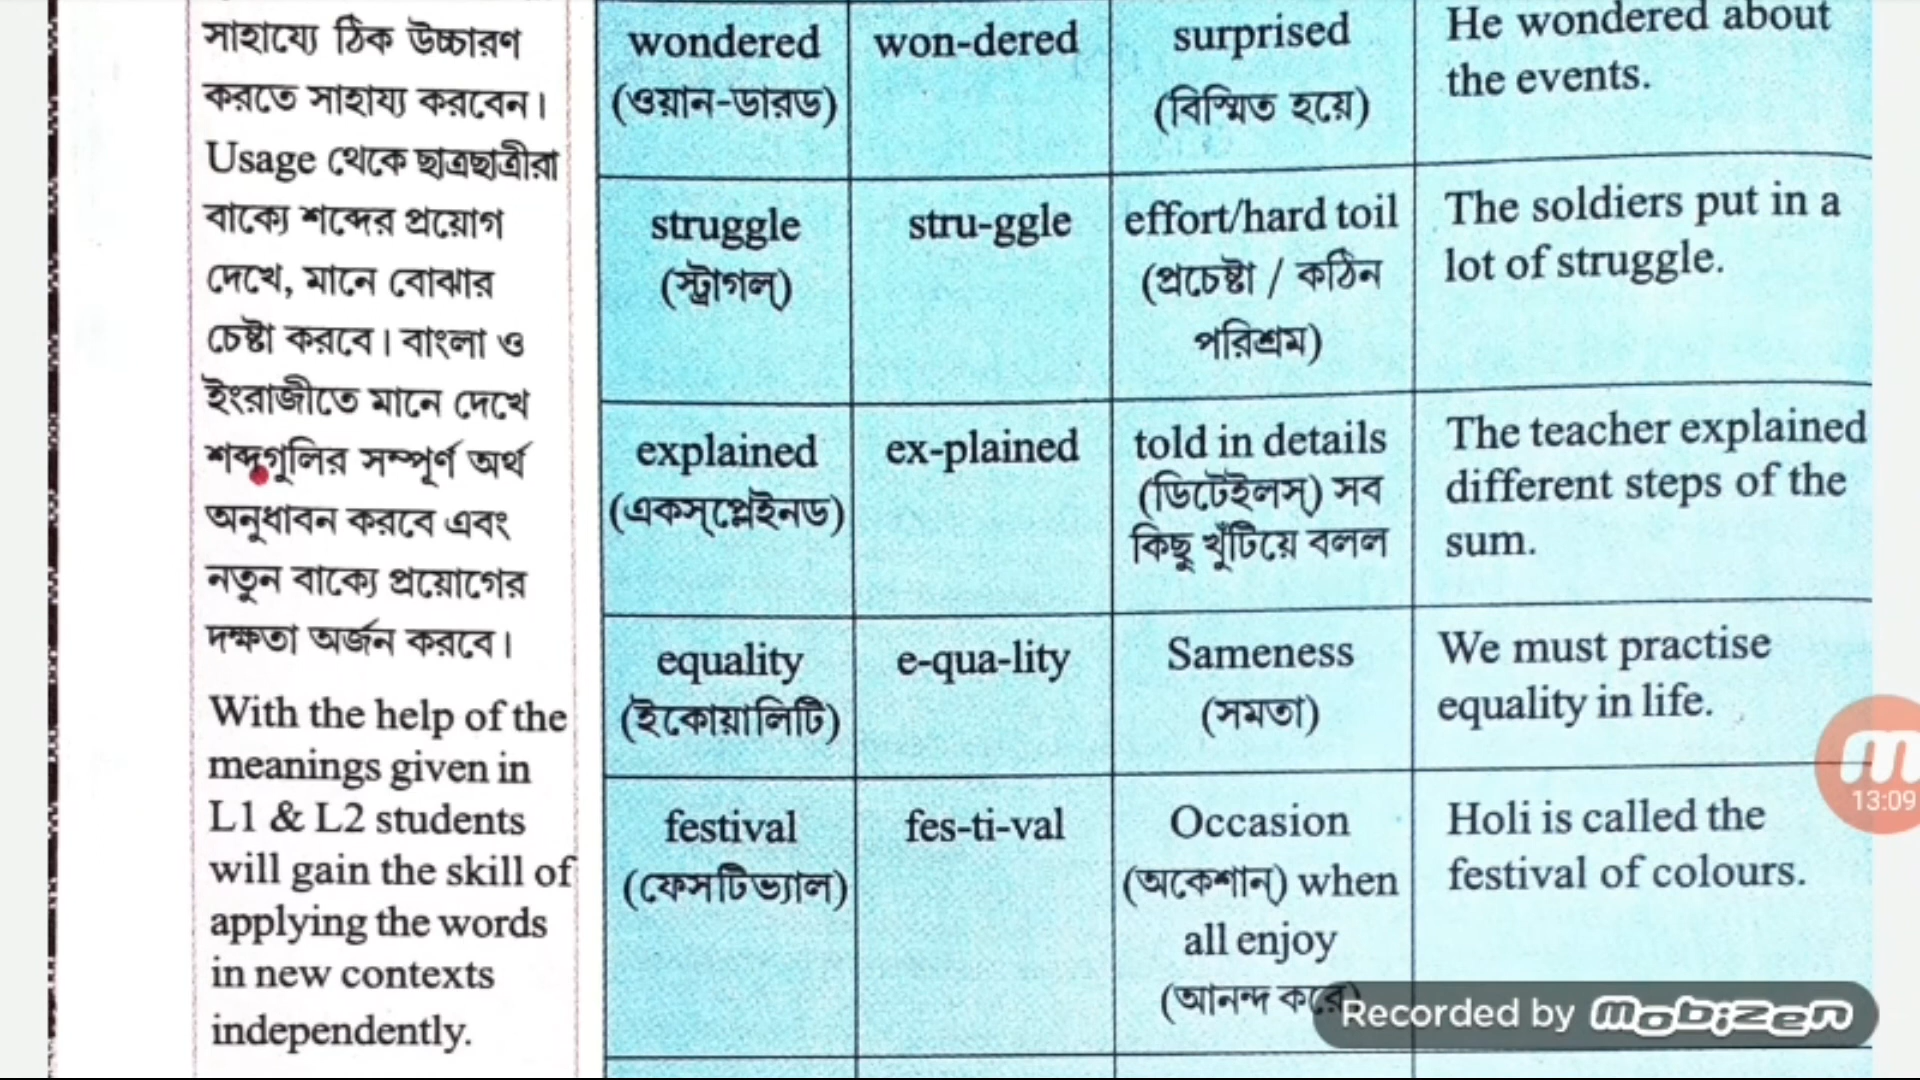 সাহায্যে ঠিক উচ্চারণ
করতে সাহায্য করবেন।
Usage থেকে ছাত্রছাত্রীরা
বাক্যে শব্দের প্রয়োগ
দেখে, মানে বোঝার
চেষ্টা করবে। বাংলা ও
ইংরাজীতে মানে দেখে
শব্দগুলির সম্পূর্ণ অর্থ
অনুধাবন করবে এবং
নতুন বাক্যে প্রয়োগের
দক্ষতা অর্জন করবে।
With the help of the
meanings given in
L1 & L2 students
will gain the skill of
applying the words
in new contexts
independently.
wondered
(ওয়ান-ডারড)
won-dered
surprised
(বিস্মিত হয়ে)
He wondered about
the events.
struggle
(স্ট্রাগল্)
stru-ggle
effort/hard toil
(প্রচেষ্টা / কঠিন
পরিশ্রম)
The soldiers put in a
lot of struggle.
explained
(একস্প্লেইনড)
ex-plained
told in details
(ডিটেইলস্) সব
কিছু খুঁটিয়ে বলল
The teacher explained
different steps of the
sum.
equality
(ইকোয়ালিটি)
e-qua-lity
Sameness
(সমতা)
We must practise
equality in life.
festival
(ফেসটিভ্যাল)
fes-ti-val
Occasion
(অকেশান্) when
all enjoy
(আনন্দ করে)
Holi is called the
festival of colours.
13:09
Recorded by Mobizen